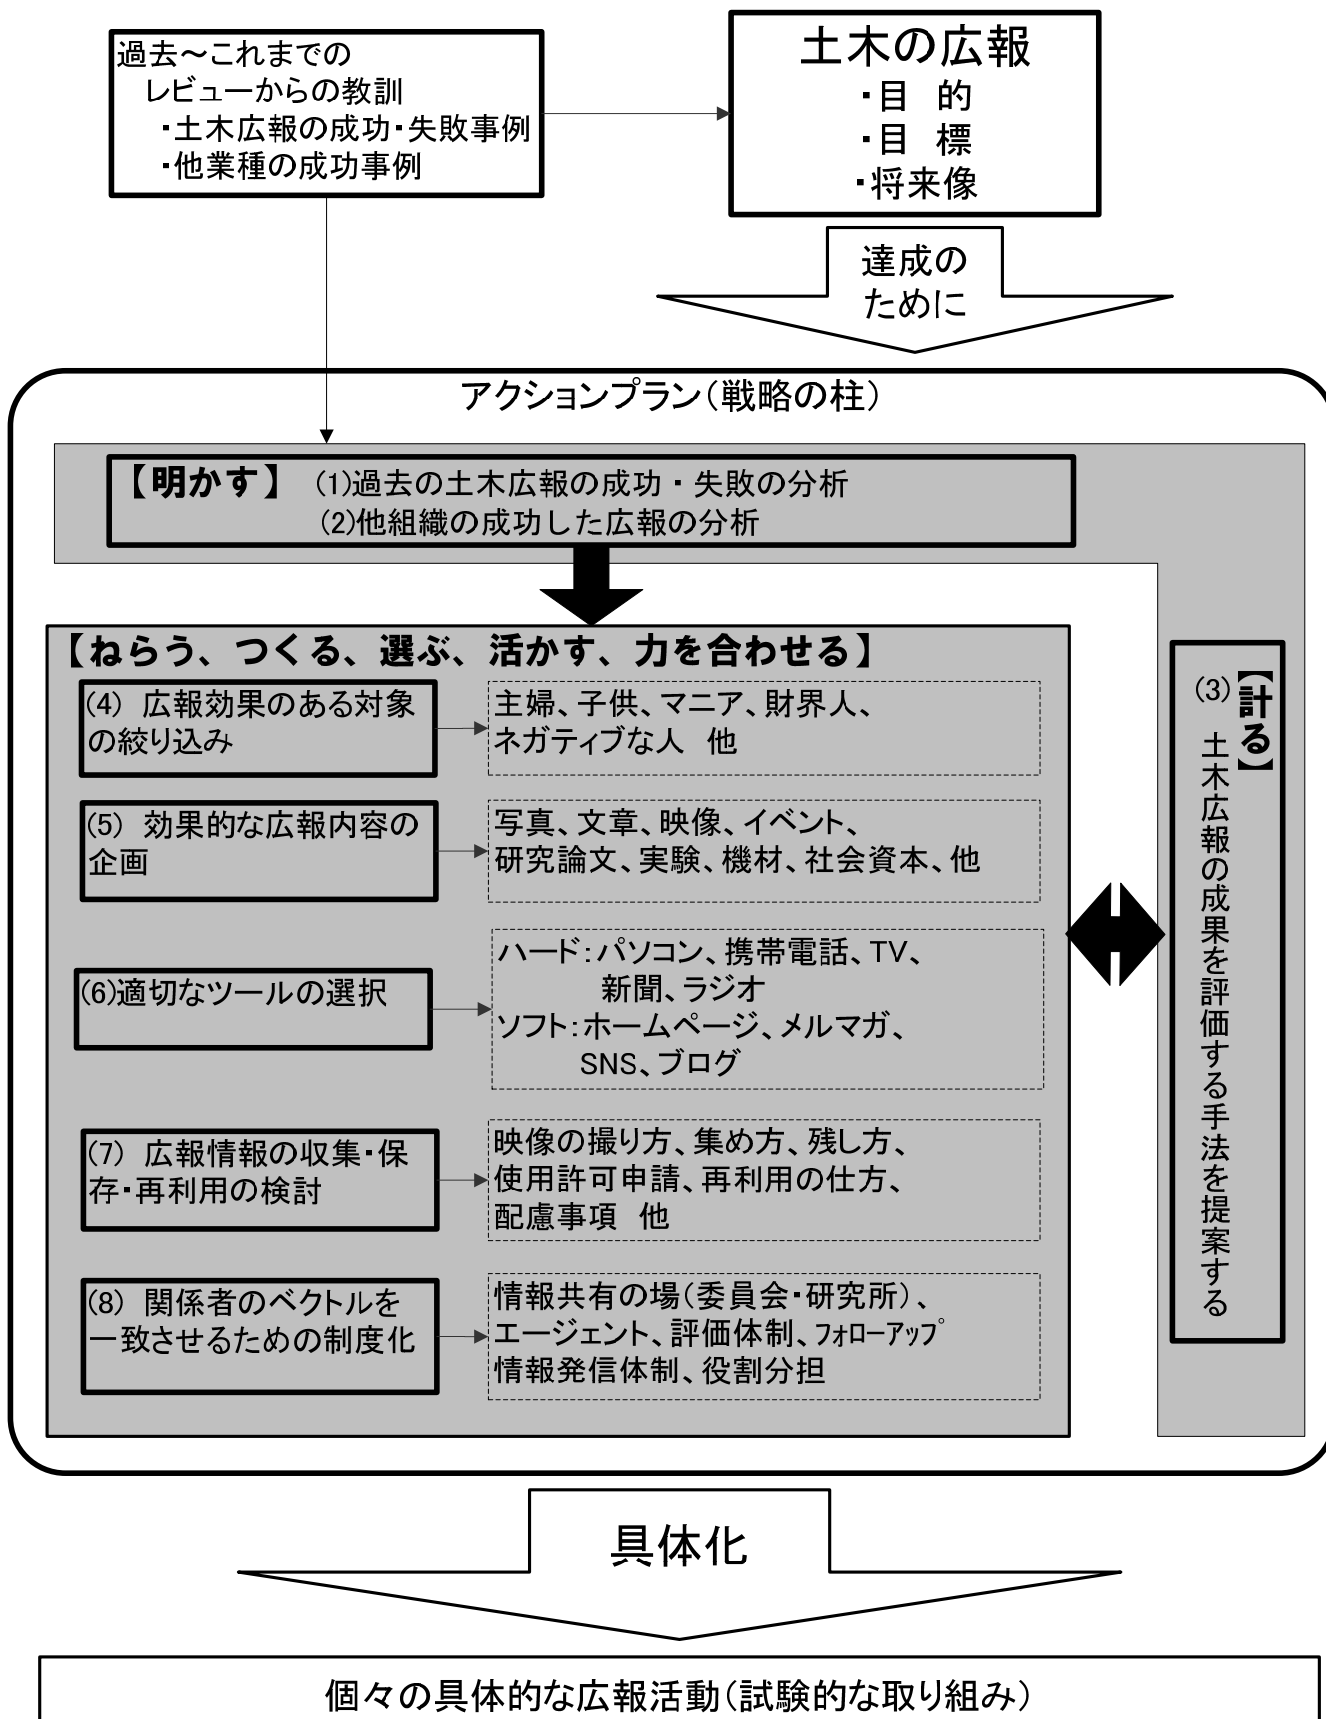 過去～これまでの
レビューからの教訓
・土木広報の成功・失敗事例
・他業種の成功事例
土木の広報
・目　的
・目　標
・将来像
達成の
ために
アクションプラン（戦略の柱）
【明かす】 (1)過去の土木広報の成功・失敗の分析
(2)他組織の成功した広報の分析
【ねらう、つくる、選ぶ、活かす、力を合わせる】
(4) 広報効果のある対象
の絞り込み
主婦、子供、マニア、財界人、
ネガティブな人　他
(5) 効果的な広報内容の
企画
写真、文章、映像、イベント、
研究論文、実験、機材、社会資本、他
(6)適切なツールの選択
ハード：パソコン、携帯電話、TV、
新聞、ラジオ
ソフト：ホームページ、メルマガ、
SNS、ブログ
(7) 広報情報の収集・保
存・再利用の検討
映像の撮り方、集め方、残し方、
使用許可申請、再利用の仕方、
配慮事項　他
(8) 関係者のベクトルを
一致させるための制度化
情報共有の場（委員会・研究所）、
エージェント、評価体制、ﾌｫﾛｰｱｯﾌﾟ
情報発信体制、役割分担
【計る】
(3) 土木広報の成果を評価する手法を提案する
具体化
個々の具体的な広報活動（試験的な取り組み）